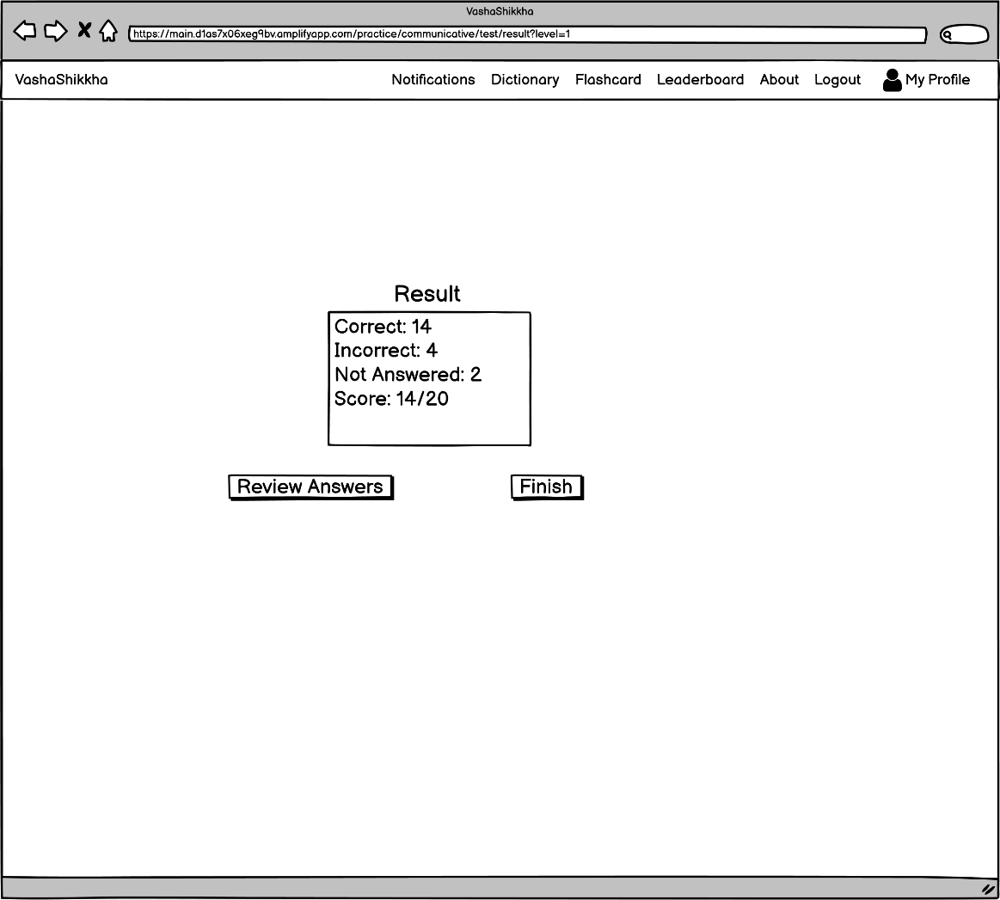 VashaShikkha
https://main.d1as7x06xeg9bv.amplifyapp.com/practice/communicative/test/result?level=1
VashaShikkha Notifications Dictionary Flashcard Leaderboard About Logout My Profile
Result
Correct: 14
Incorrect: 4
Not Answered: 2
Score: 14/20
Review Answers Finish